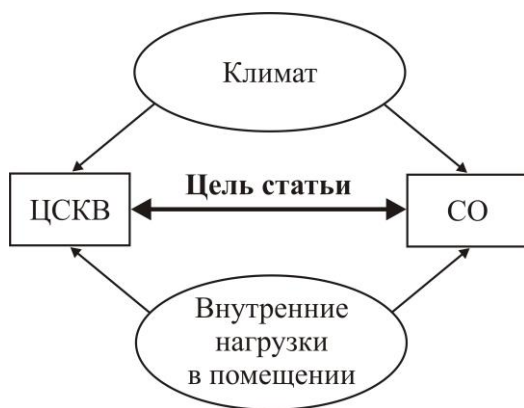 Климат
Цель статьи
ЦСКВ
СО
Внутренние
нагрузки
в помещении